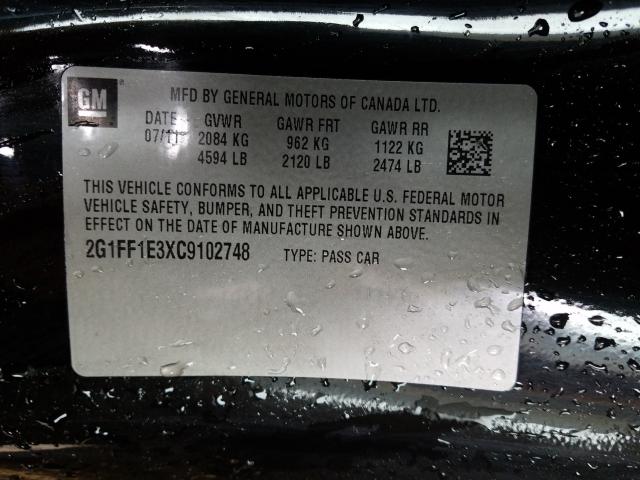 GM
MFD BY GENERAL MOTORS OF CANADA LTD.
DATE GVWR GAWR FRT GAWR RR
07/11 2084 KG 962 KG 1122 KG
4594 LB 2120 LB 2474 LB
THIS VEHICLE CONFORMS TO ALL APPLICABLE U.S. FEDERAL MOTOR
VEHICLE SAFETY, BUMPER, AND THEFT PREVENTION STANDARDS IN
EFFECT ON THE DATE OF MANUFACTURE SHOWN ABOVE.
2G1FF1E3XC9102748 TYPE: PASS CAR